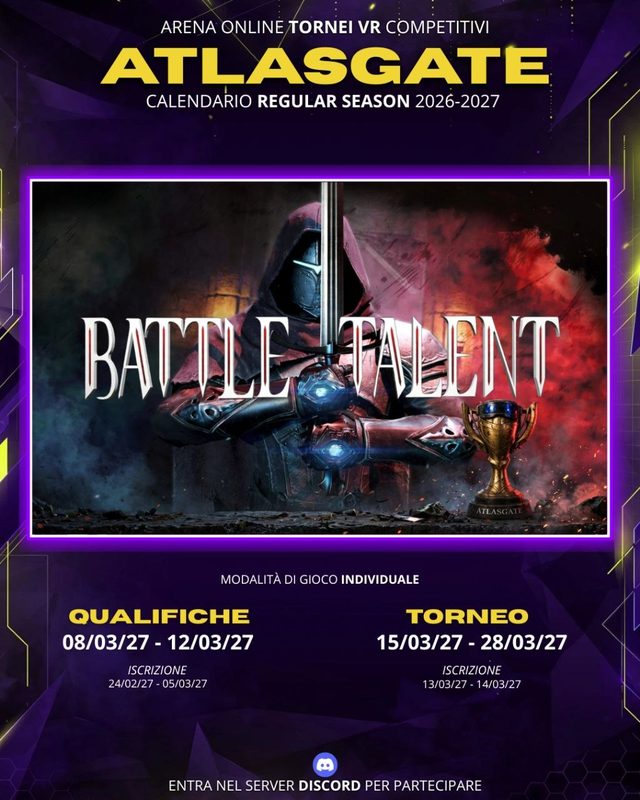 ARENA ONLINE TORNEI VR COMPETITIVI
ATLASGATE
CALENDARIO REGULAR SEASON 2026-2027
BATTLE TALENT
ATLASGATE
MODALITÀ DI GIOCO INDIVIDUALE
QUALIFICHE
08/03/27 - 12/03/27
ISCRIZIONE
24/02/27 - 05/03/27
TORNEO
15/03/27 - 28/03/27
ISCRIZIONE
13/03/27 - 14/03/27
ENTRA NEL SERVER DISCORD PER PARTECIPARE